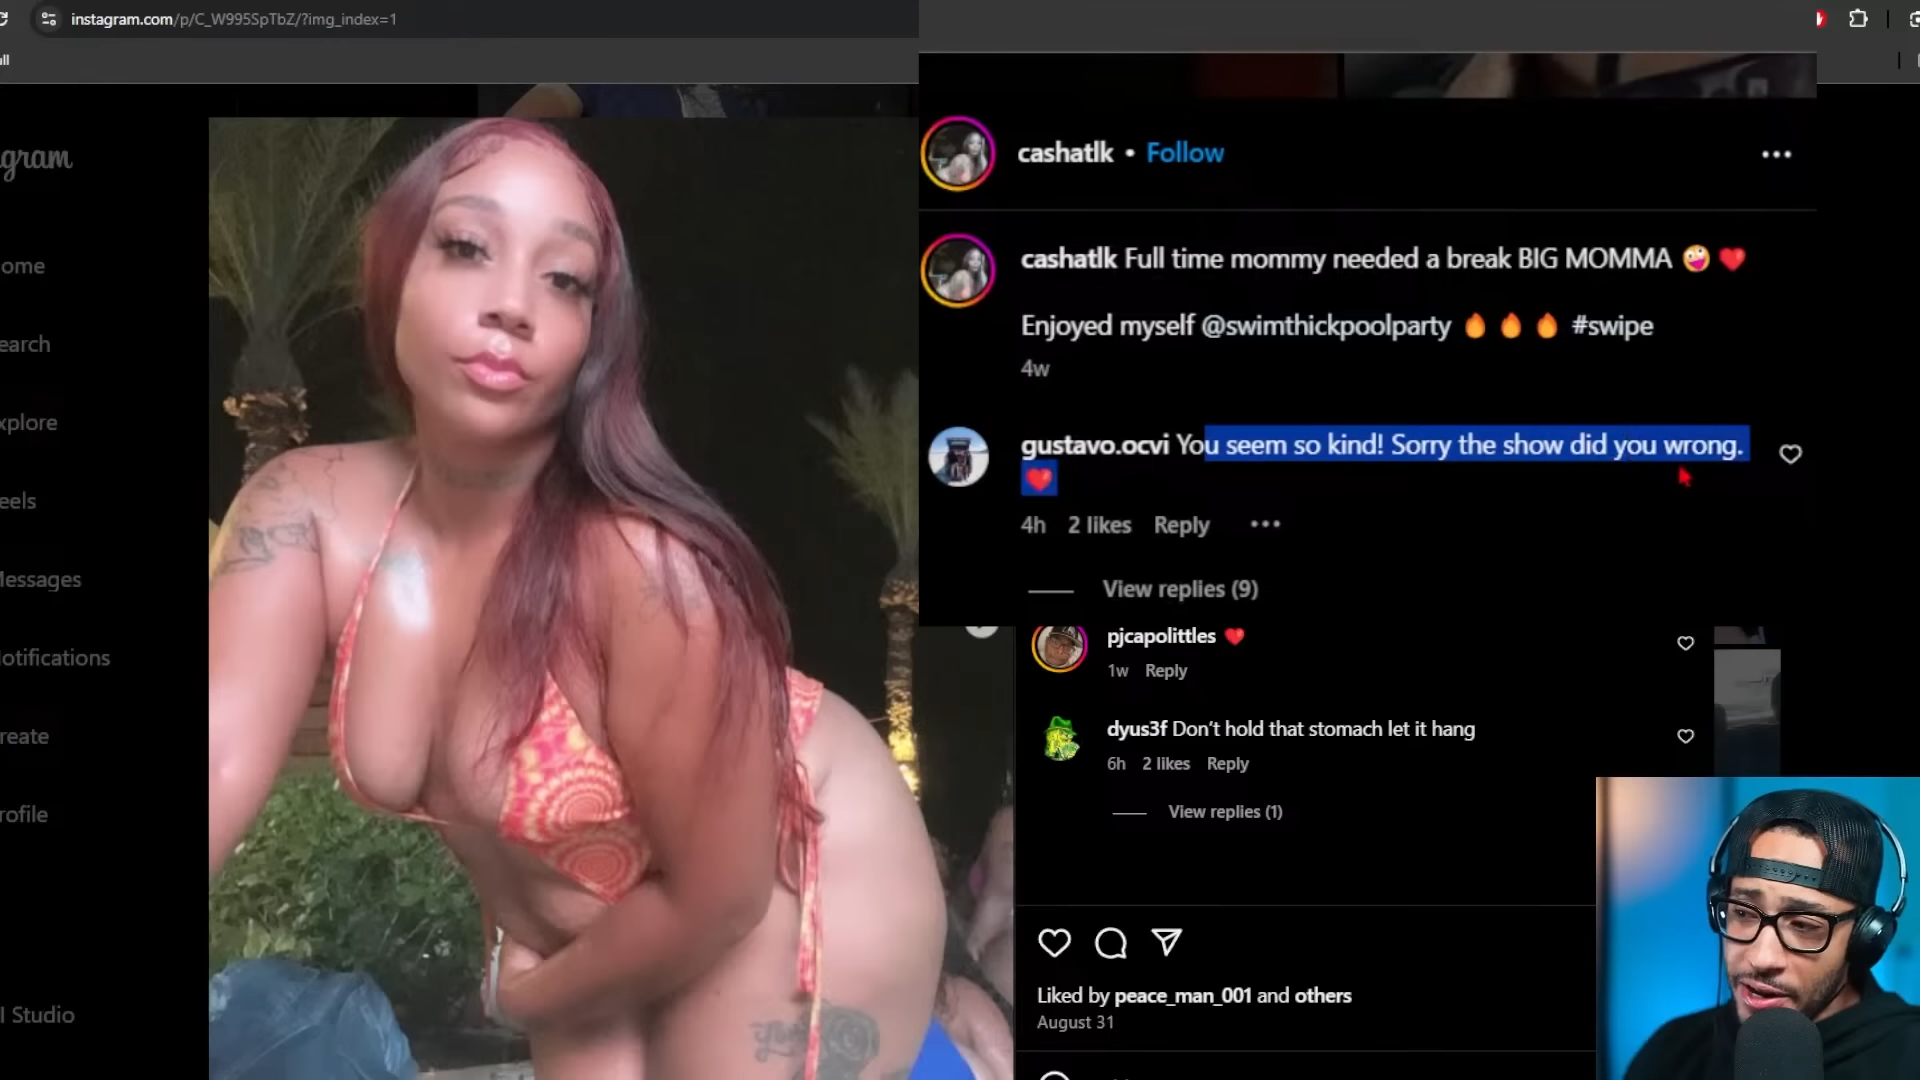 instagram.com/p/C_W995SpTbZ/?img_index=1
ull
gram
ome
earch
xplore
eels
Messages
otifications
reate
rofile
I Studio
cashatlk • Follow
cashatlk Full time mommy needed a break BIG MOMMA 🤪 ❤️
Enjoyed myself @swimthickpoolparty 🔥 🔥 🔥 #swipe
4w
gustavo.ocvi You seem so kind! Sorry the show did you wrong.
❤️
4h 2 likes Reply
View replies (9)
pjcapolittles ❤️
1w Reply
dyus3f Don't hold that stomach let it hang
6h 2 likes Reply
View replies (1)
Liked by peace_man_001 and others
August 31